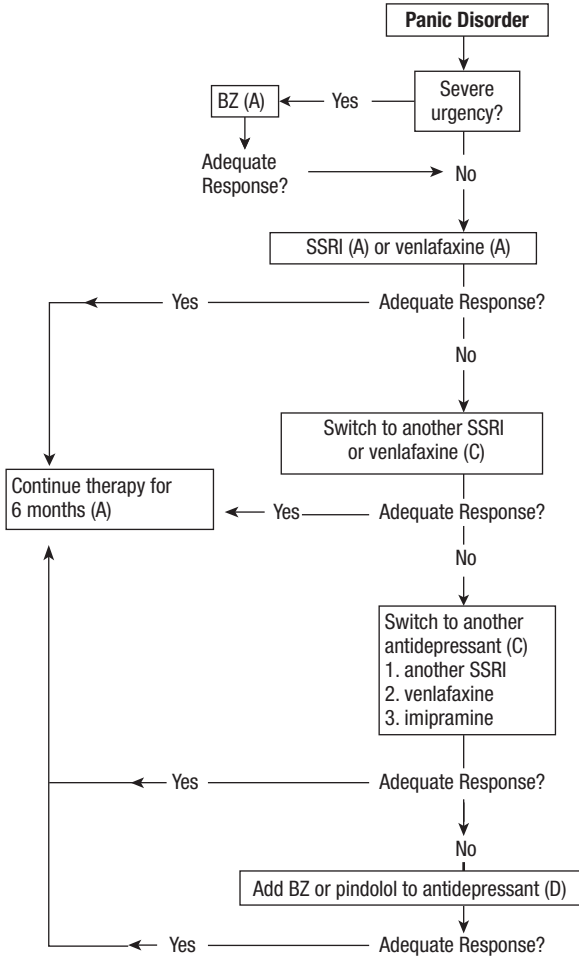 Panic Disorder
Severe
urgency?
Yes
BZ (A)
Adequate
Response?
No
SSRI (A) or venlafaxine (A)
Yes
Adequate Response?
No
Switch to another SSRI
or venlafaxine (C)
Continue therapy for
6 months (A)
Yes
Adequate Response?
No
Switch to another
antidepressant (C)
1. another SSRI
2. venlafaxine
3. imipramine
Yes
Adequate Response?
No
Add BZ or pindolol to antidepressant (D)
Yes
Adequate Response?